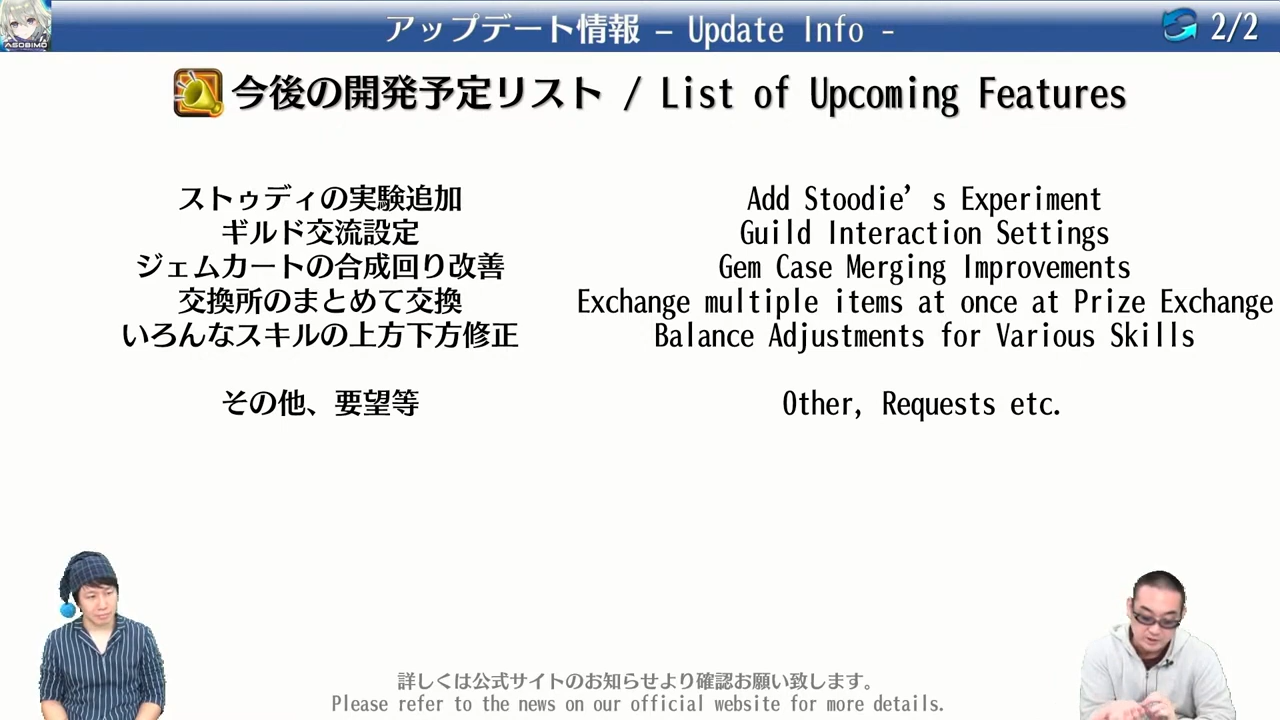 アップデート情報 – Update Info -
2/2
ASOBIMO
今後の開発予定リスト / List of Upcoming Features
ストゥディの実験追加
Add Stoodie’s Experiment
ギルド交流設定
Guild Interaction Settings
ジェムカートの合成回り改善
Gem Case Merging Improvements
交換所のまとめて交換
Exchange multiple items at once at Prize Exchange
いろんなスキルの上方下方修正
Balance Adjustments for Various Skills
その他、要望等
Other, Requests etc.
詳しくは公式サイトのお知らせより確認お願い致します。
Please refer to the news on our official website for more details.